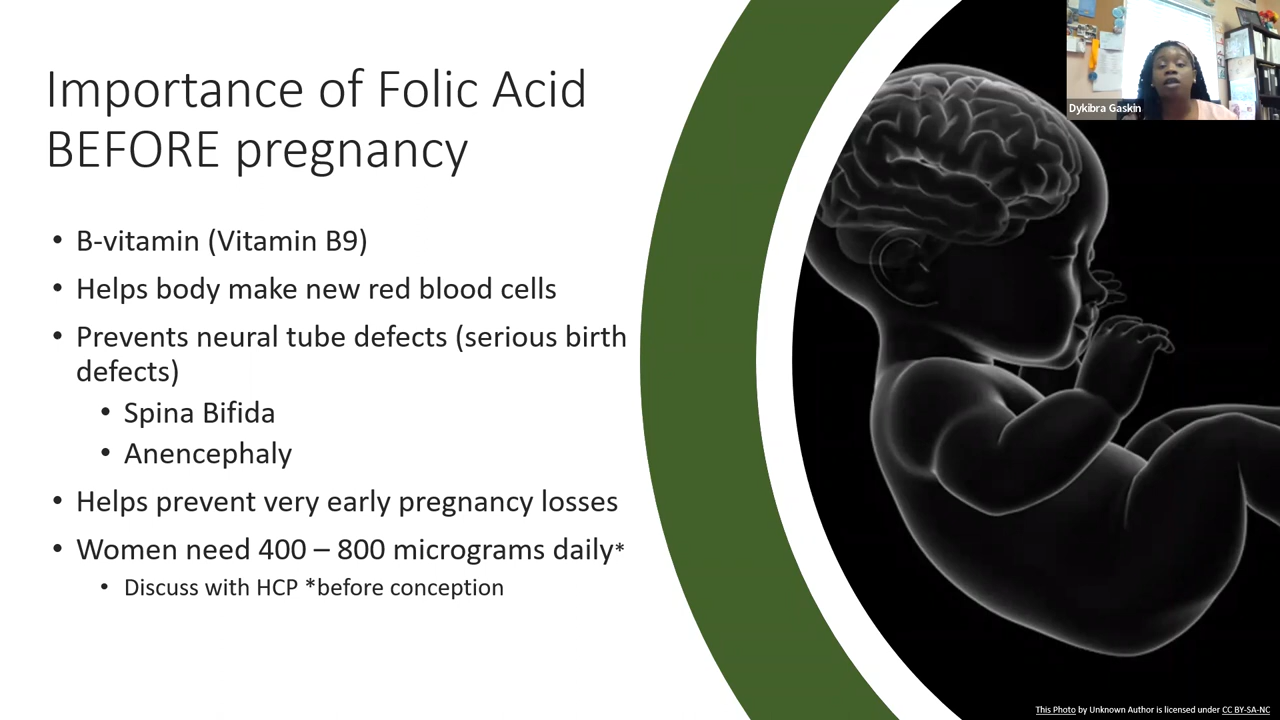 Importance of Folic Acid
BEFORE pregnancy
• B-vitamin (Vitamin B9)
• Helps body make new red blood cells
• Prevents neural tube defects (serious birth
defects)
• Spina Bifida
• Anencephaly
• Helps prevent very early pregnancy losses
• Women need 400 – 800 micrograms daily*
• Discuss with HCP *before conception
Dykibra Gaskin
This Photo by Unknown Author is licensed under CC BY-SA-NC